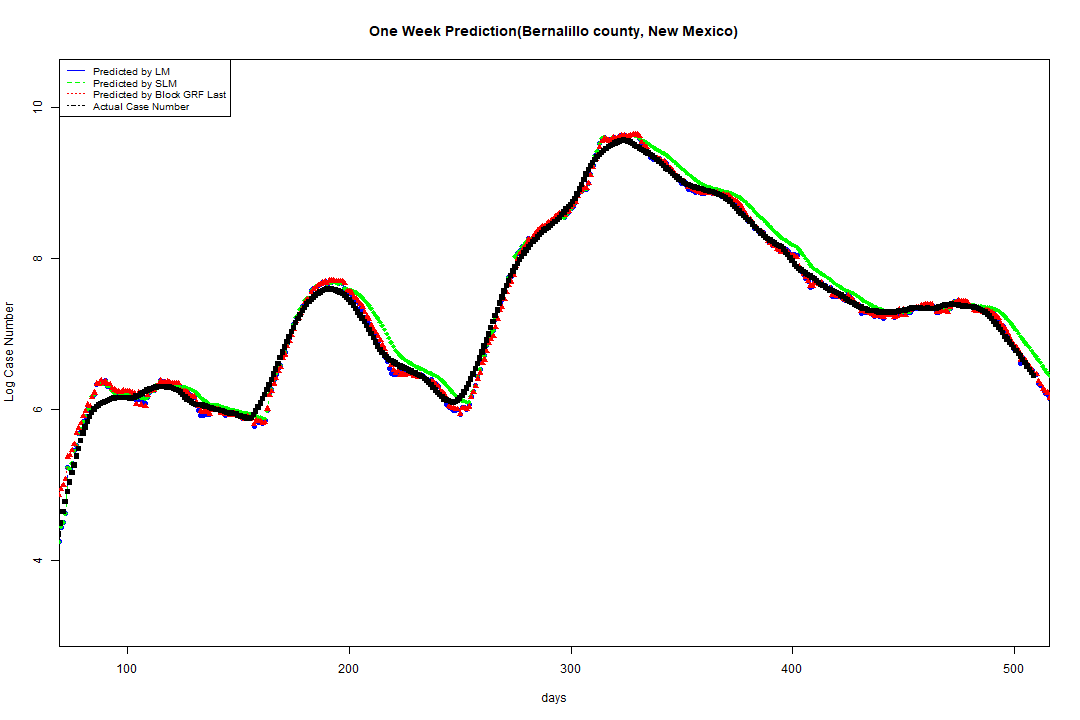 One Week Prediction(Bernalillo county, New Mexico)
Predicted by LM
Predicted by SLM
Predicted by Block GRF Last
Actual Case Number
10
8
6
4
Log Case Number
100 200 300 400 500
days